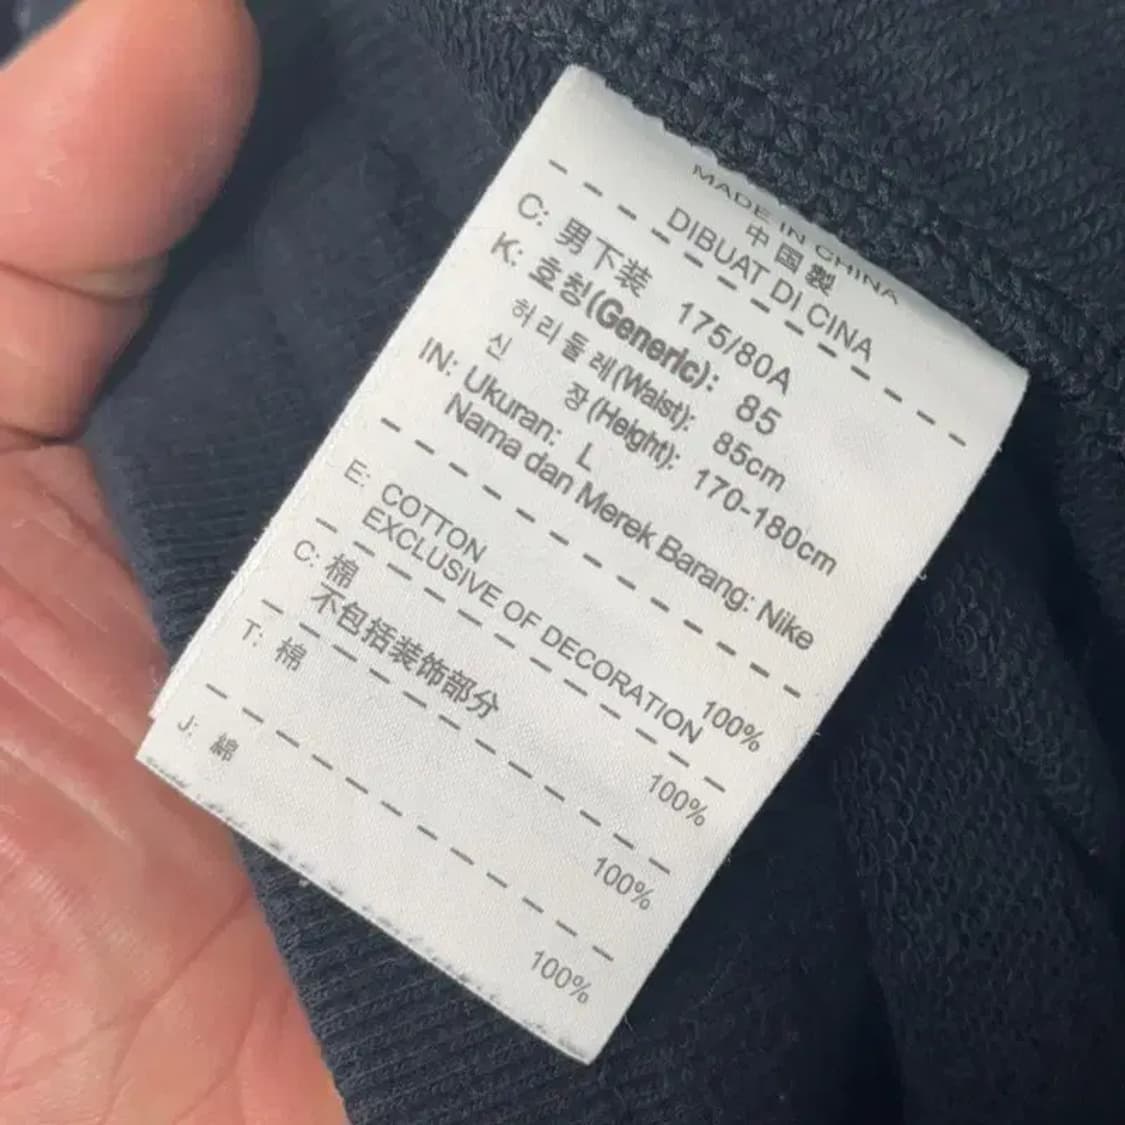 MADE IN CHINA
中国製
DIBUAT DI CINA
C: 男下装 175/80A
K: 호칭(Generic): 85
허리둘레(Waist): 85cm
신 장(Height): 170-180cm
IN: Ukuran: L
Nama dan Merek Barang: Nike
E: COTTON 100%
EXCLUSIVE OF DECORATION
C: 棉 100%
不包括装饰部分
T: 棉 100%
J: 綿 100%